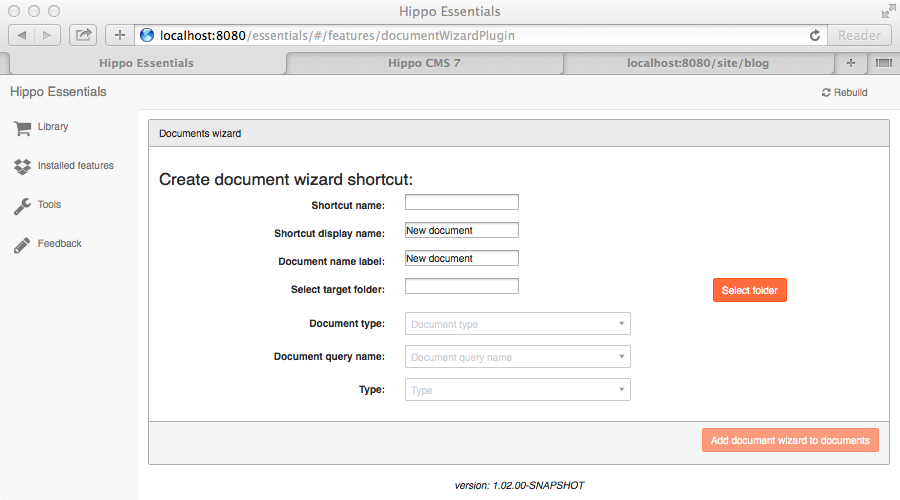 Hippo Essentials
localhost:8080/essentials/#/features/documentWizardPlugin
Reader
Hippo Essentials
Hippo CMS 7
localhost:8080/site/blog
Hippo Essentials
Rebuild
Library
Installed features
Tools
Feedback
Documents wizard
Create document wizard shortcut:
Shortcut name:
Shortcut display name: New document
Document name label: New document
Select target folder: Select folder
Document type: Document type
Document query name: Document query name
Type: Type
Add document wizard to documents
version: 1.02.00-SNAPSHOT